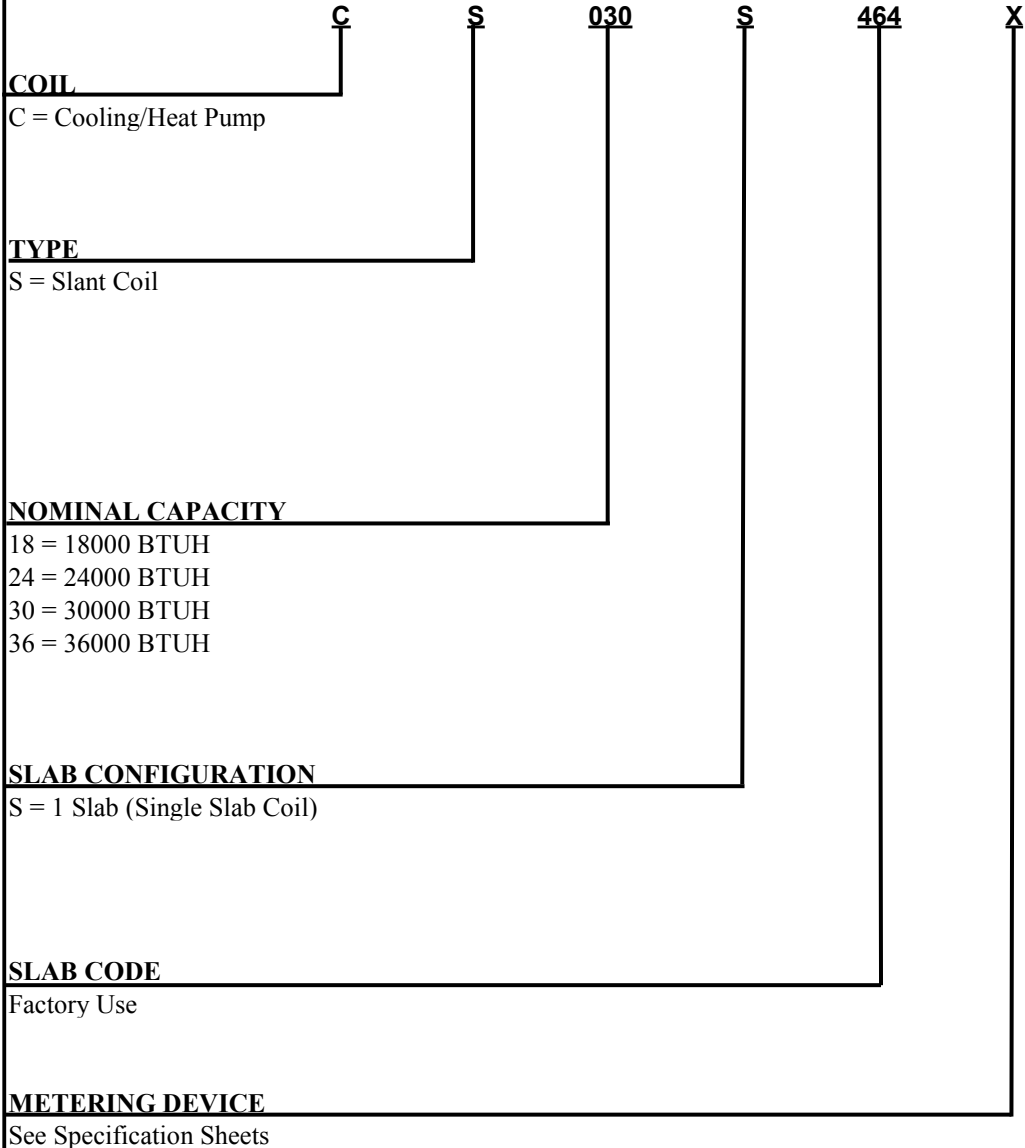 C S 030 S 464 X
COIL
C = Cooling/Heat Pump
TYPE
S = Slant Coil
NOMINAL CAPACITY
18 = 18000 BTUH
24 = 24000 BTUH
30 = 30000 BTUH
36 = 36000 BTUH
SLAB CONFIGURATION
S = 1 Slab (Single Slab Coil)
SLAB CODE
Factory Use
METERING DEVICE
See Specification Sheets